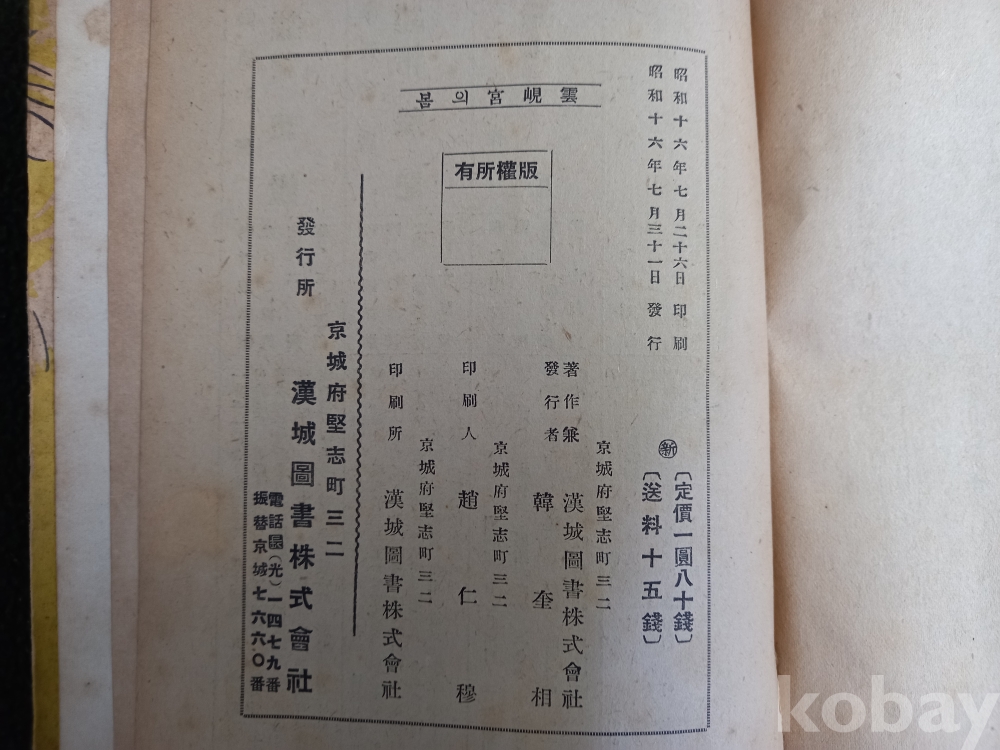 昭和十六年七月二十六日 印刷
昭和十六年七月三十一日 發行
新
〔定價一圓八十錢〕
〔送料十五錢〕
雲峴宮의봄
版權所有
京城府堅志町三二
著作兼
發行者
漢城圖書株式會社
韓奎相
京城府堅志町三二
印刷人 趙仁穆
京城府堅志町三二
印刷所 漢城圖書株式會社
京城府堅志町三二
發行所 漢城圖書株式會社
電話 (光)一四七九番
振替京城七六六〇番
kobay